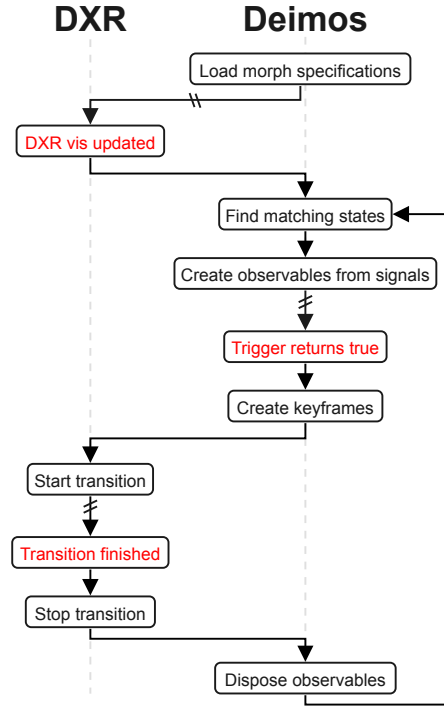 DXR
Deimos
Load morph specifications
DXR vis updated
Find matching states
Create observables from signals
Trigger returns true
Create keyframes
Start transition
Transition finished
Stop transition
Dispose observables